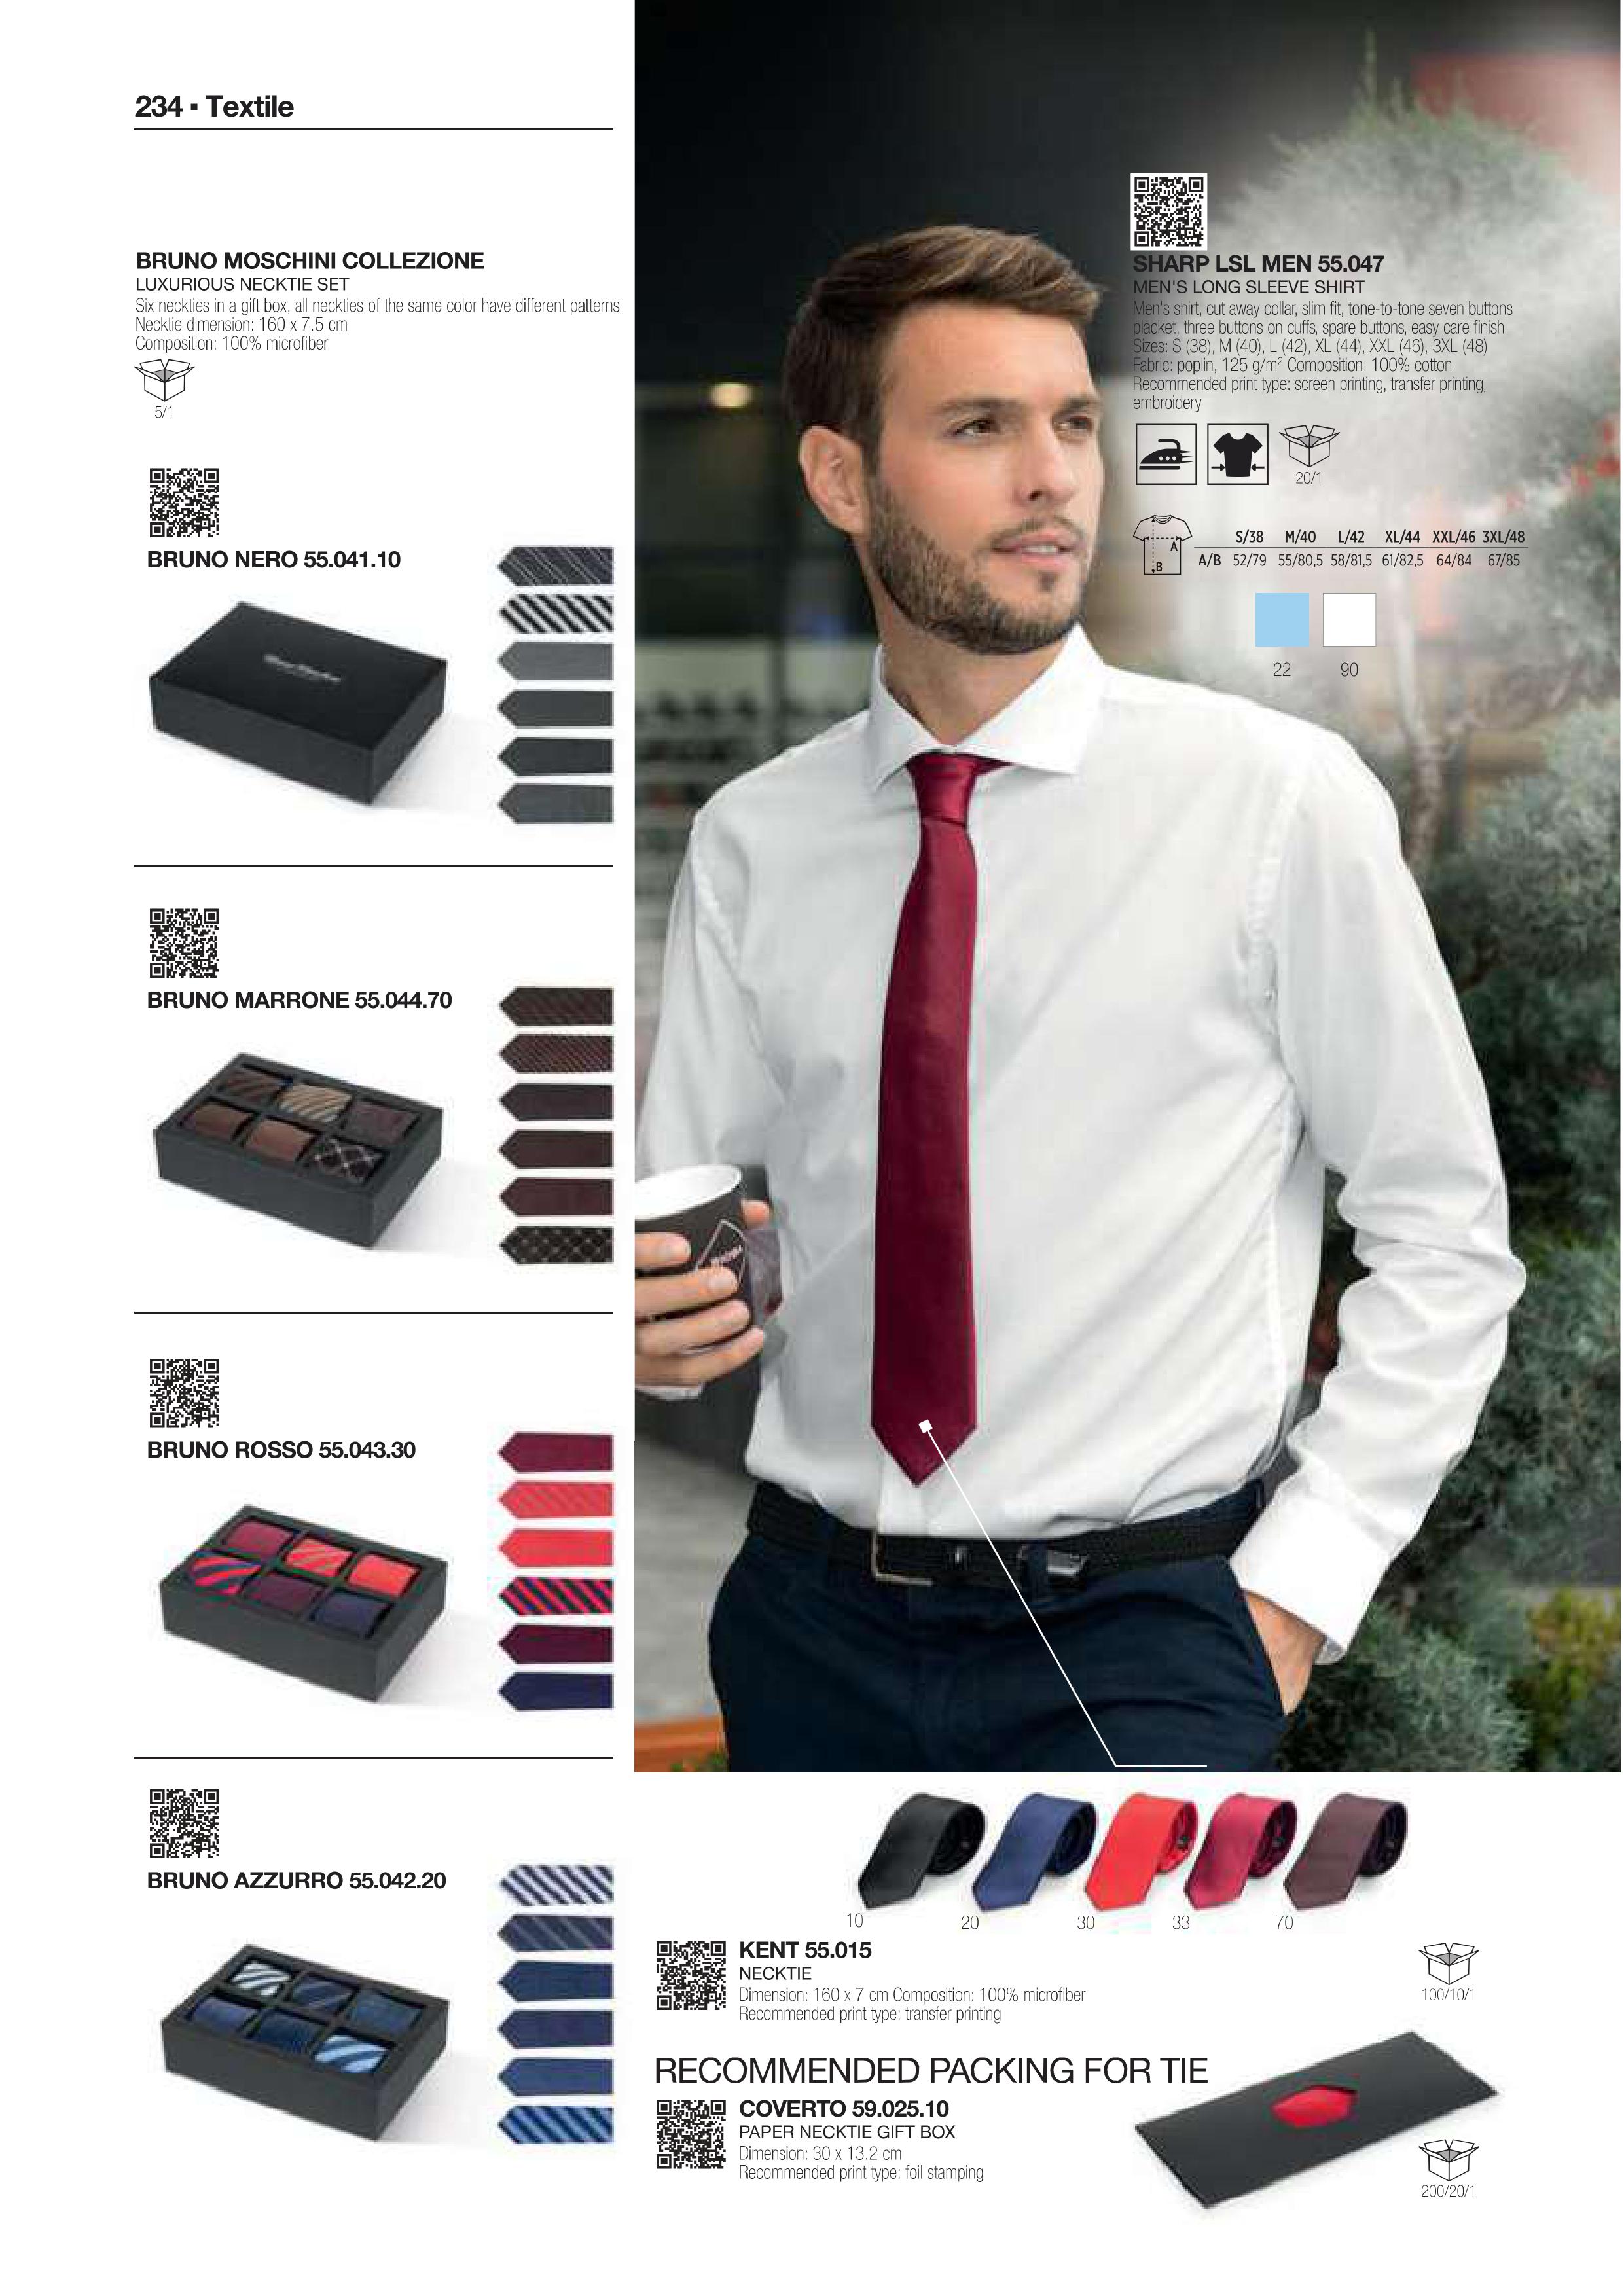 234 ▪ Textile
BRUNO MOSCHINI COLLEZIONE
LUXURIOUS NECKTIE SET
Six neckties in a gift box, all neckties of the same color have different patterns
Necktie dimension: 160 x 7.5 cm
Composition: 100% microfiber
5/1
BRUNO NERO 55.041.10
BRUNO MARRONE 55.044.70
BRUNO ROSSO 55.043.30
BRUNO AZZURRO 55.042.20
SHARP LSL MEN 55.047
MEN'S LONG SLEEVE SHIRT
Men's shirt, cut away collar, slim fit, tone-to-tone seven buttons
placket, three buttons on cuffs, spare buttons, easy care finish
Sizes: S (38), M (40), L (42), XL (44), XXL (46), 3XL (48)
Fabric: poplin, 125 g/m² Composition: 100% cotton
Recommended print type: screen printing, transfer printing,
embroidery
20/1
A
B
S/38 M/40 L/42 XL/44 XXL/46 3XL/48
A/B 52/79 55/80,5 58/81,5 61/82,5 64/84 67/85
22 90
10 20 30 33 70
KENT 55.015
NECKTIE
Dimension: 160 x 7 cm Composition: 100% microfiber
Recommended print type: transfer printing
100/10/1
RECOMMENDED PACKING FOR TIE
COVERTO 59.025.10
PAPER NECKTIE GIFT BOX
Dimension: 30 x 13.2 cm
Recommended print type: foil stamping
200/20/1